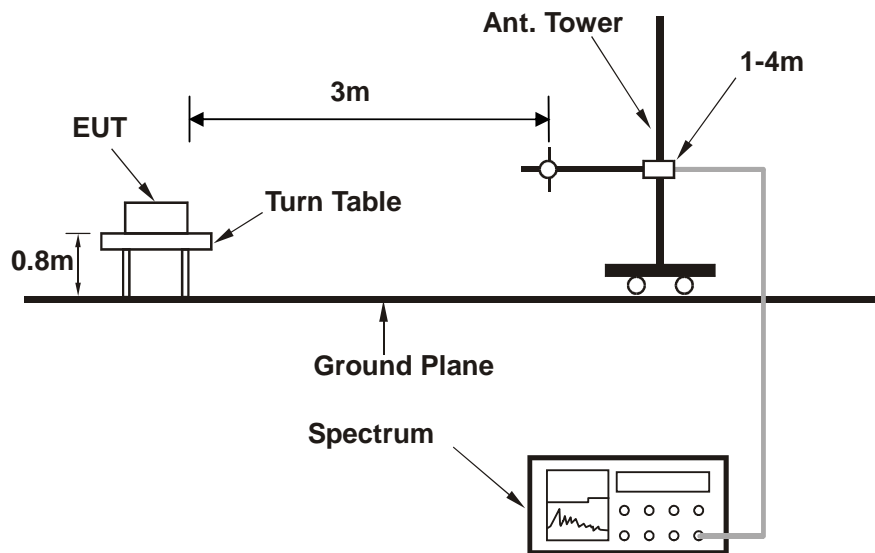 Ant. Tower
1-4m
3m
EUT
Turn Table
0.8m
Ground Plane
Spectrum